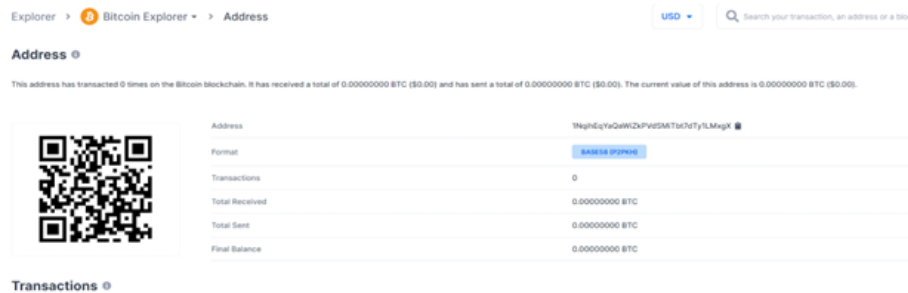 Explorer > Bitcoin Explorer > Address
USD
Search your transaction, an address or a blo
Address
This address has transacted 0 times on the Bitcoin blockchain. It has received a total of 0.00000000 BTC ($0.00) and has sent a total of 0.00000000 BTC ($0.00). The current value of this address is 0.00000000 BTC ($0.00).
Address
Format BASE58 (P2PKH)
Transactions 0
Total Received 0.00000000 BTC
Total Sent 0.00000000 BTC
Final Balance 0.00000000 BTC
Transactions